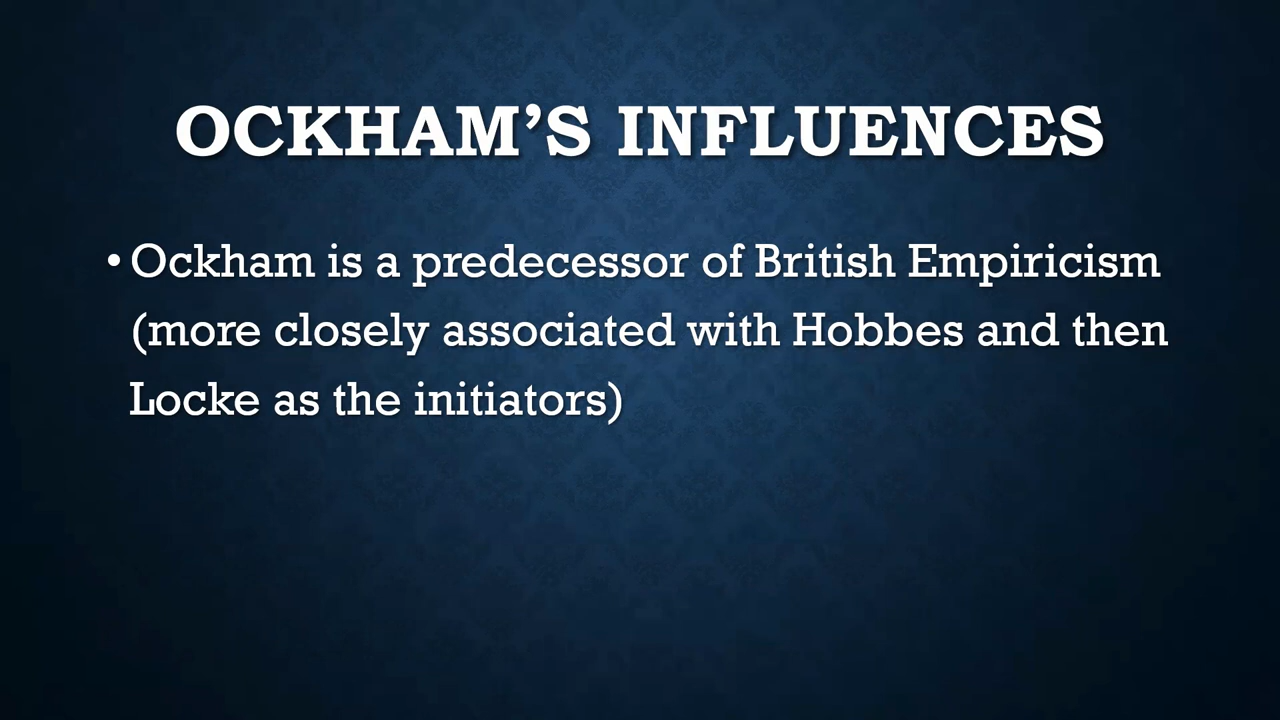 OCKHAM’S INFLUENCES
• Ockham is a predecessor of British Empiricism
(more closely associated with Hobbes and then
Locke as the initiators)